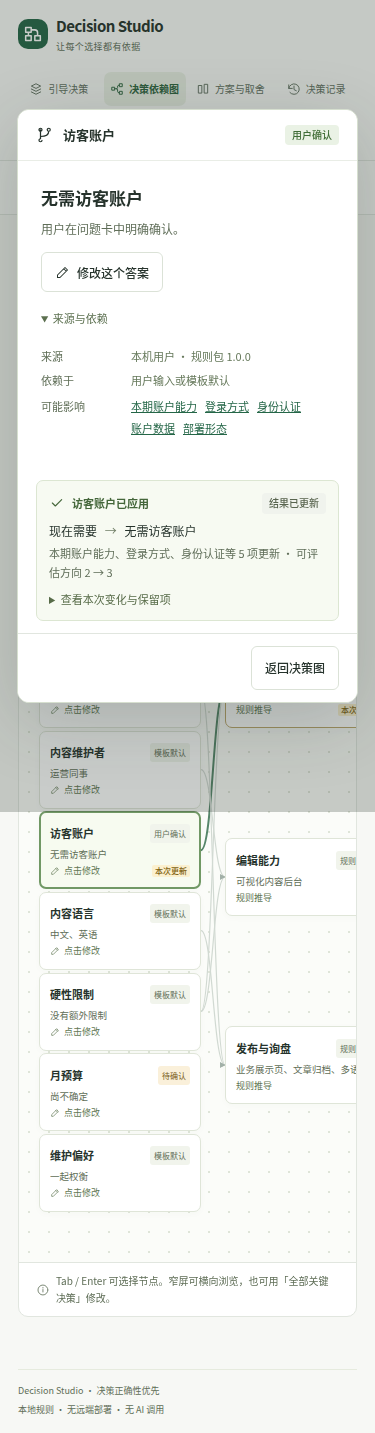 Decision Studio
让每个选择都有依据
引导决策
决策依赖图
方案与取舍
决策记录
访客账户
用户确认
无需访客账户
用户在问题卡中明确确认。
修改这个答案
▼ 来源与依赖
来源 本机用户 · 规则包 1.0.0
依赖于 用户输入或模板默认
可能影响 本期账户能力 登录方式 身份认证
账户数据 部署形态
访客账户已应用
结果已更新
现在需要 → 无需访客账户
本期账户能力、登录方式、身份认证等 5 项更新 · 可评
估方向 2 → 3
▶ 查看本次变化与保留项
返回决策图
点击修改
规则推导
内容维护者
模板默认
运营同事
点击修改
访客账户
用户确认
无需访客账户
点击修改
本次更新
内容语言
模板默认
中文、英语
点击修改
硬性限制
模板默认
没有额外限制
点击修改
月预算
待确认
尚不确定
点击修改
维护偏好
模板默认
一起权衡
点击修改
编辑能力
规则
可视化内容后台
规则推导
发布与询盘
规则
业务展示页、文章归档、多语
规则推导
Tab / Enter 可选择节点。窄屏可横向浏览，也可用「全部关键
决策」修改。
Decision Studio · 决策正确性优先
本地规则 · 无远端部署 · 无 AI 调用